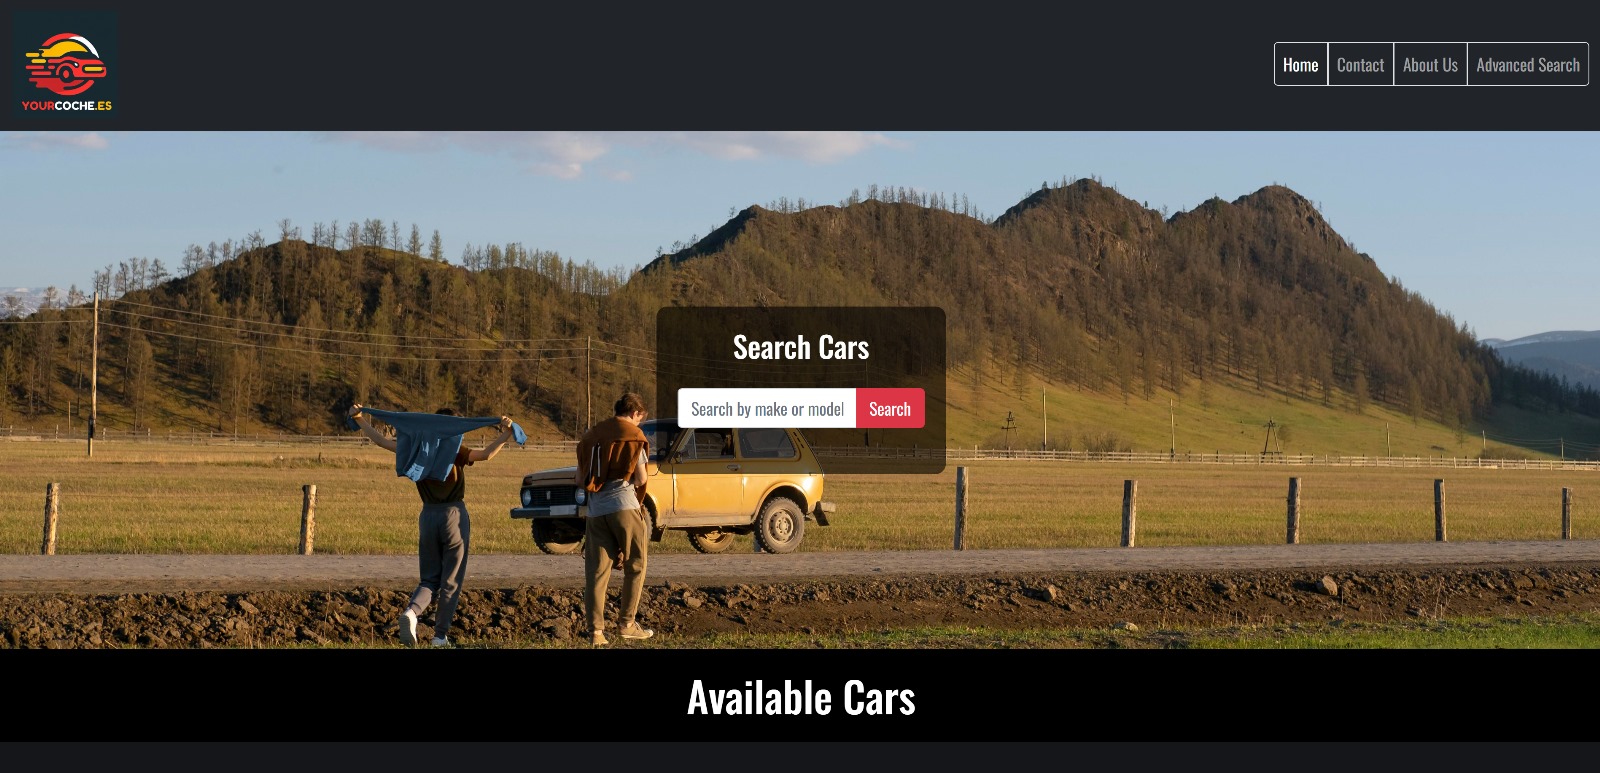 YOURCOCHE.ES
Home
Contact
About Us
Advanced Search
Search Cars
Search by make or model
Search
Available Cars